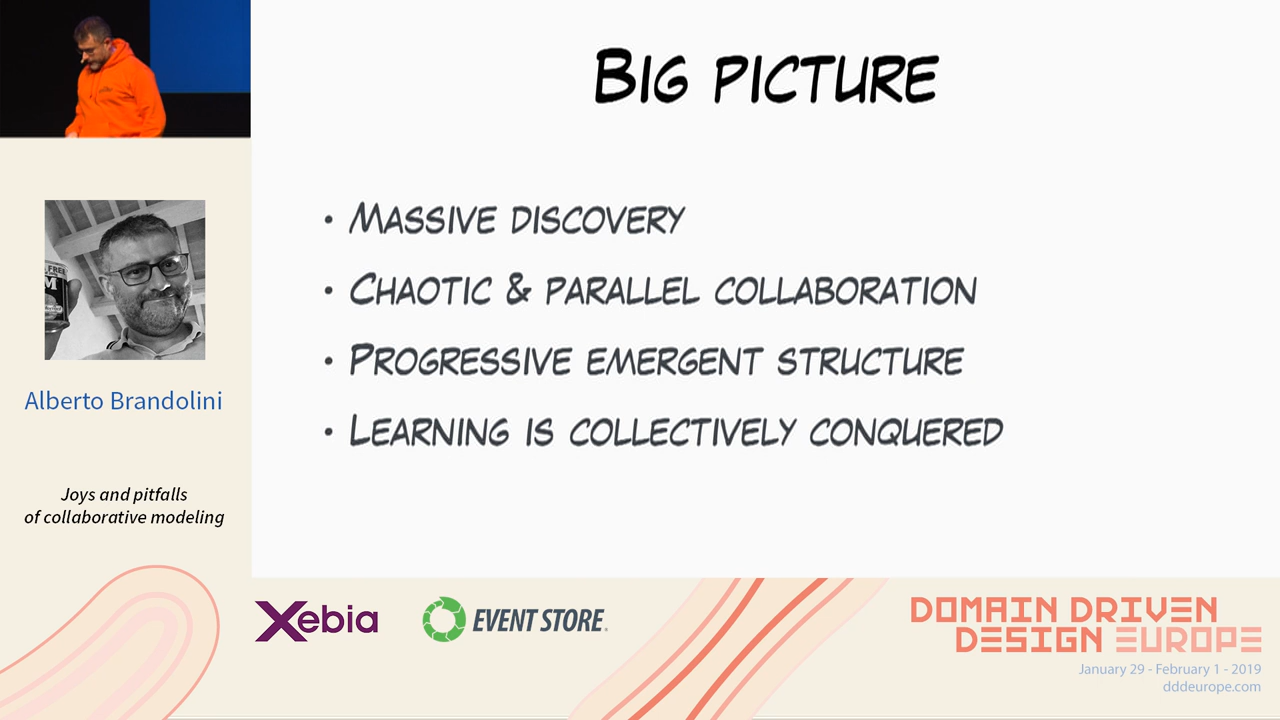 BIG PICTURE
• MASSIVE DISCOVERY
• CHAOTIC & PARALLEL COLLABORATION
• PROGRESSIVE EMERGENT STRUCTURE
• LEARNING IS COLLECTIVELY CONQUERED
FREE
M
Alberto Brandolini
Joys and pitfalls
of collaborative modeling
Xebia
EVENT STORE
DOMAIN DRIVEN
DESIGN EUROPE
January 29 - February 1 - 2019
dddeurope.com